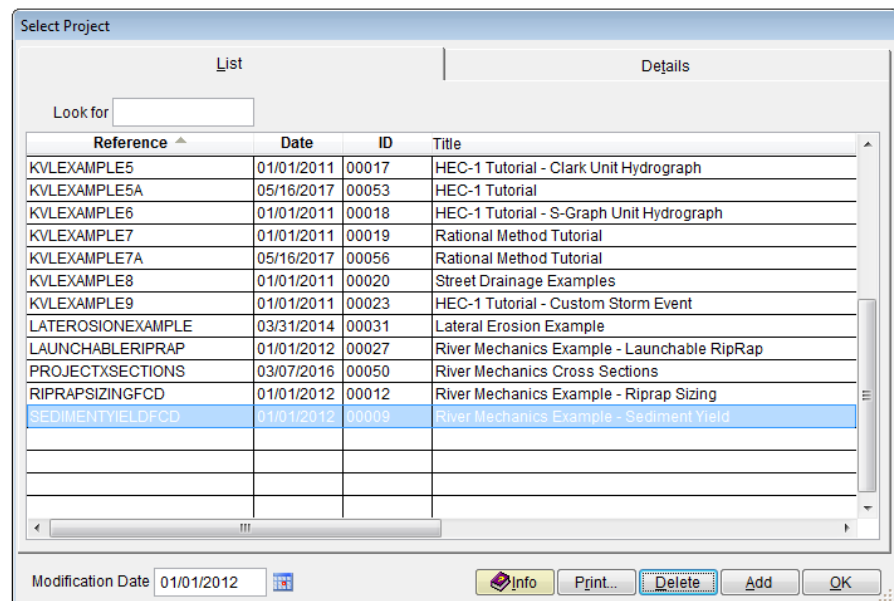 Select Project
List Details
Look for
Reference Date ID Title
KVLEXAMPLE5 01/01/2011 00017 HEC-1 Tutorial - Clark Unit Hydrograph
KVLEXAMPLE5A 05/16/2017 00053 HEC-1 Tutorial
KVLEXAMPLE6 01/01/2011 00018 HEC-1 Tutorial - S-Graph Unit Hydrograph
KVLEXAMPLE7 01/01/2011 00019 Rational Method Tutorial
KVLEXAMPLE7A 05/16/2017 00056 Rational Method Tutorial
KVLEXAMPLE8 01/01/2011 00020 Street Drainage Examples
KVLEXAMPLE9 01/01/2011 00023 HEC-1 Tutorial - Custom Storm Event
LATEROSIONEXAMPLE 03/31/2014 00031 Lateral Erosion Example
LAUNCHABLERIPRAP 01/01/2012 00027 River Mechanics Example - Launchable RipRap
PROJECTXSECTIONS 03/07/2016 00050 River Mechanics Cross Sections
RIPRAPSIZINGFCD 01/01/2012 00012 River Mechanics Example - Riprap Sizing
SEDIMENTYIELDFCD 01/01/2012 00009 River Mechanics Example - Sediment Yield
Modification Date 01/01/2012 Info Print... Delete Add OK